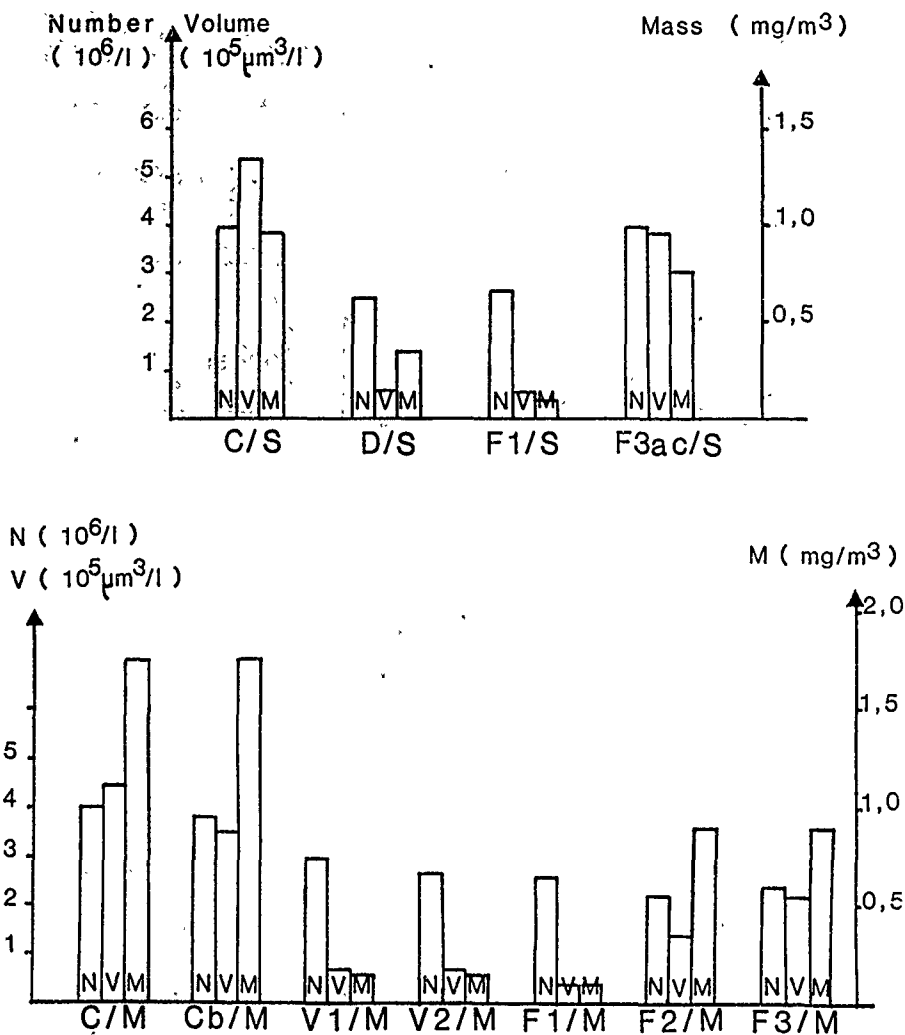 Number Volume
( 10⁶/l ) ( 10⁵µm³/l )
Mass ( mg/m³ )
6
5
4
3
2
1
1,5
1,0
0,5
N V M
N V M
N V M
N V M
C/S D/S F1/S F3ac/S
N ( 10⁶/l )
V ( 10⁵µm³/l )
M ( mg/m³ )
5
4
3
2
1
2,0
1,5
1,0
0,5
N V M
N V M
N V M
N V M
N V M
N V M
N V M
C/M Cb/M V1/M V2/M F1/M F2/M F3/M